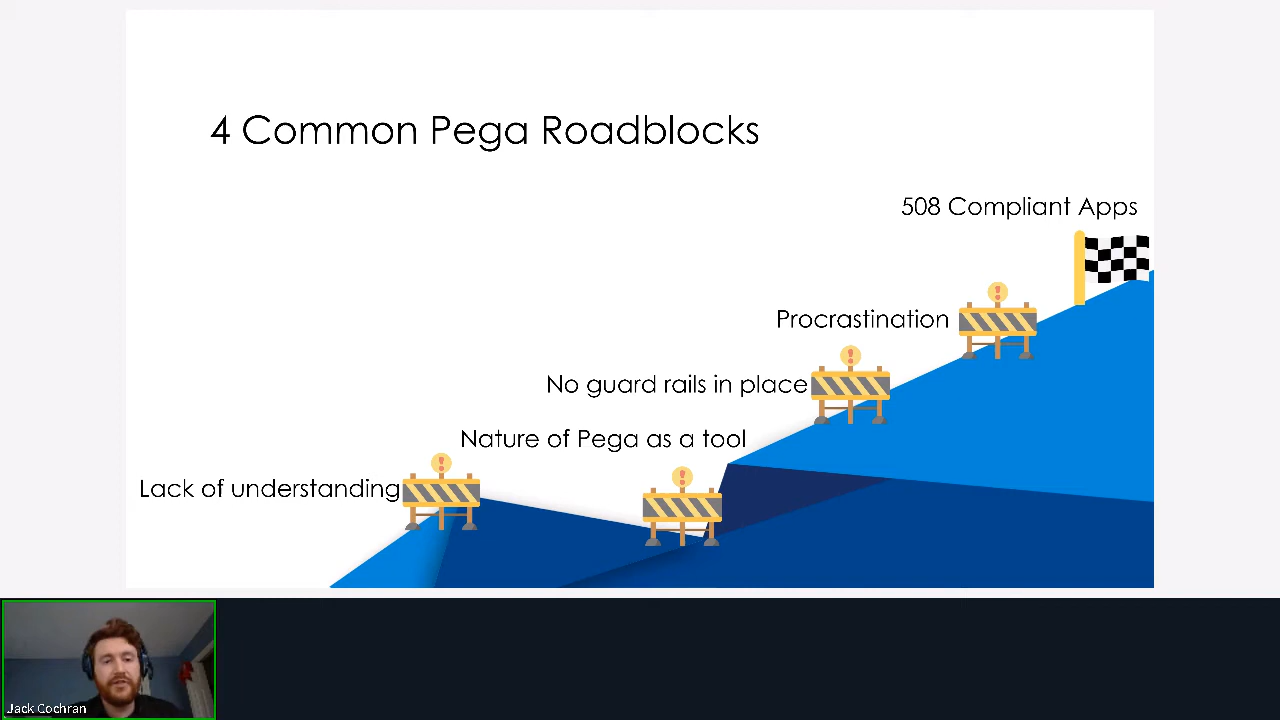 4 Common Pega Roadblocks
508 Compliant Apps
Procrastination
No guard rails in place
Nature of Pega as a tool
Lack of understanding
Jack Cochran